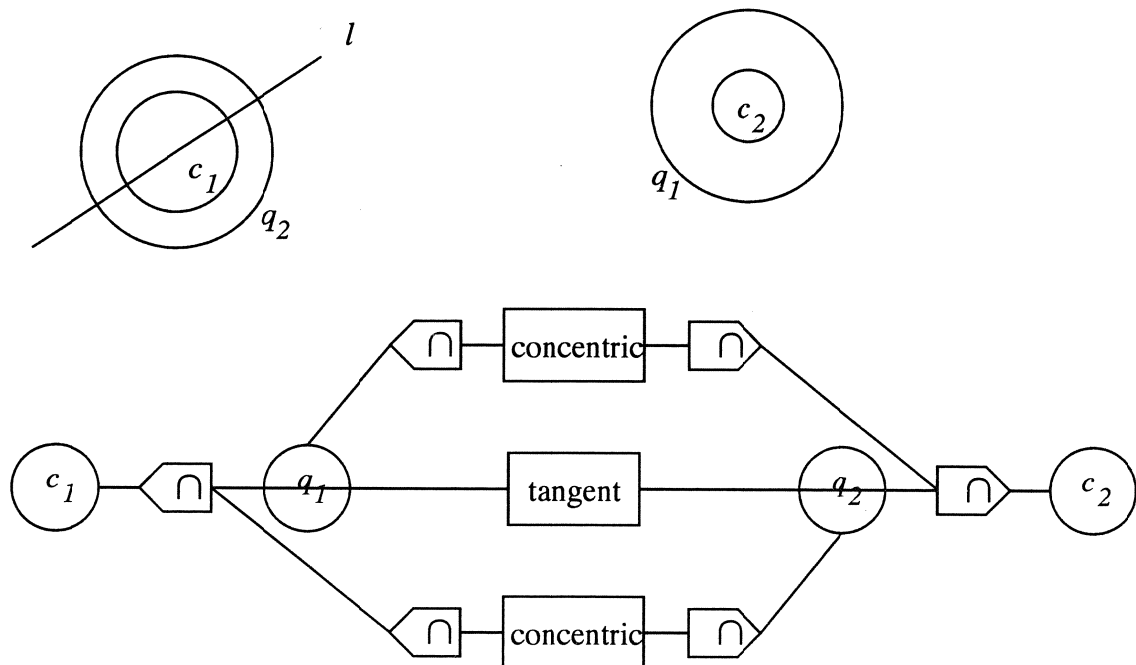 l
c1
q2
c2
q1
∩ concentric ∩
c1 ∩ q1 tangent q2 ∩ c2
∩ concentric ∩